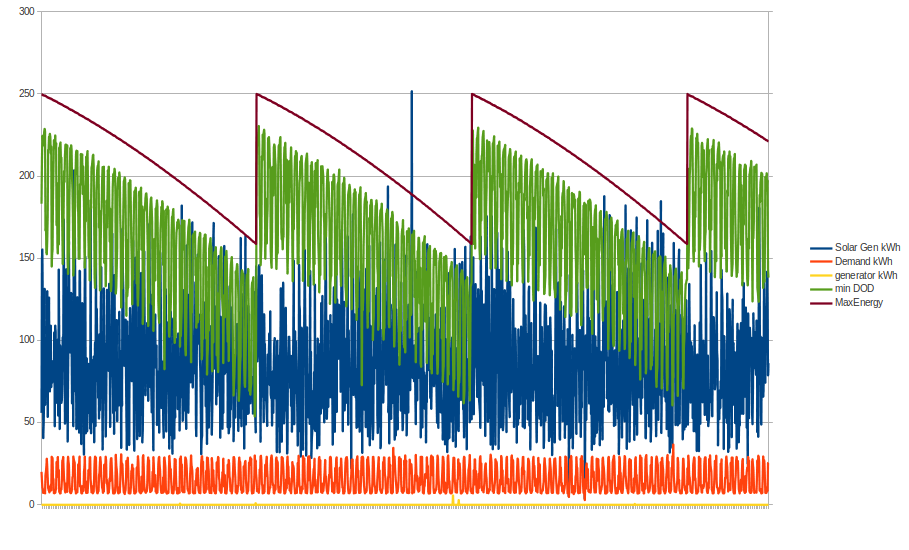 300
250
200
150
100
50
0
Solar Gen kWh
Demand kWh
generator kWh
min DOD
MaxEnergy